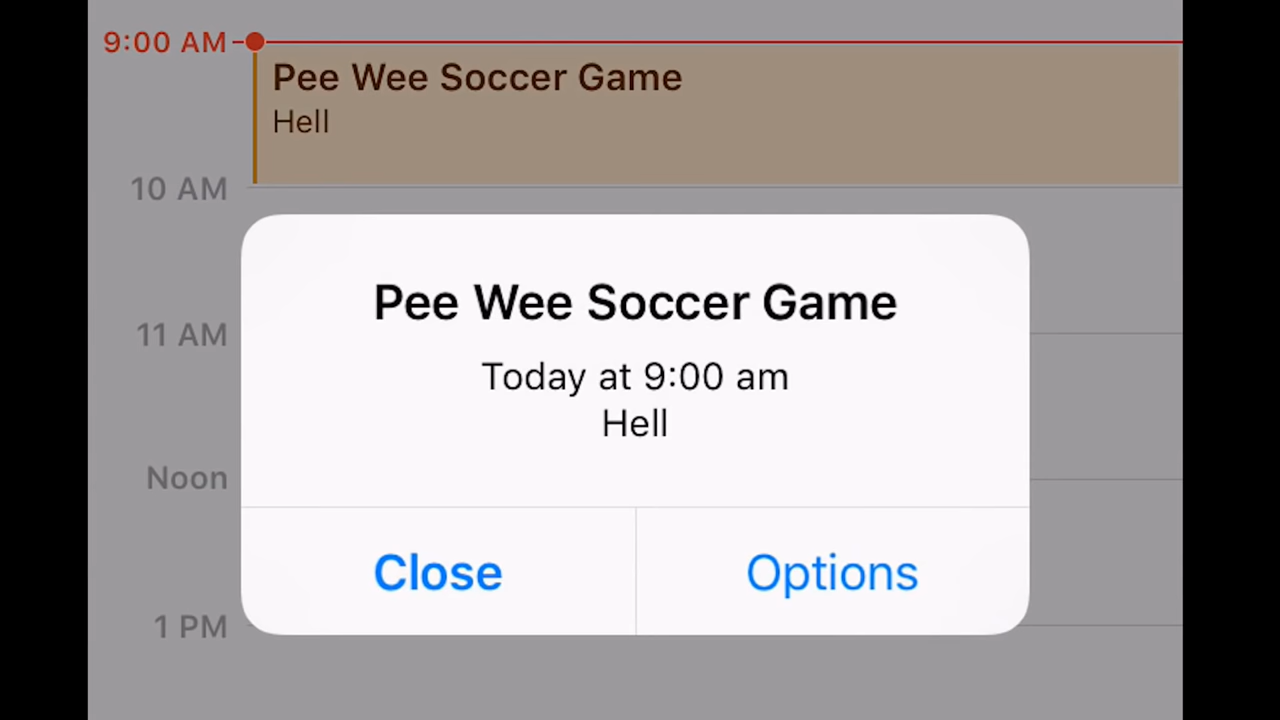 9:00 AM
Pee Wee Soccer Game
Hell
10 AM
Pee Wee Soccer Game
11 AM
Today at 9:00 am
Hell
Noon
Close
Options
1 PM